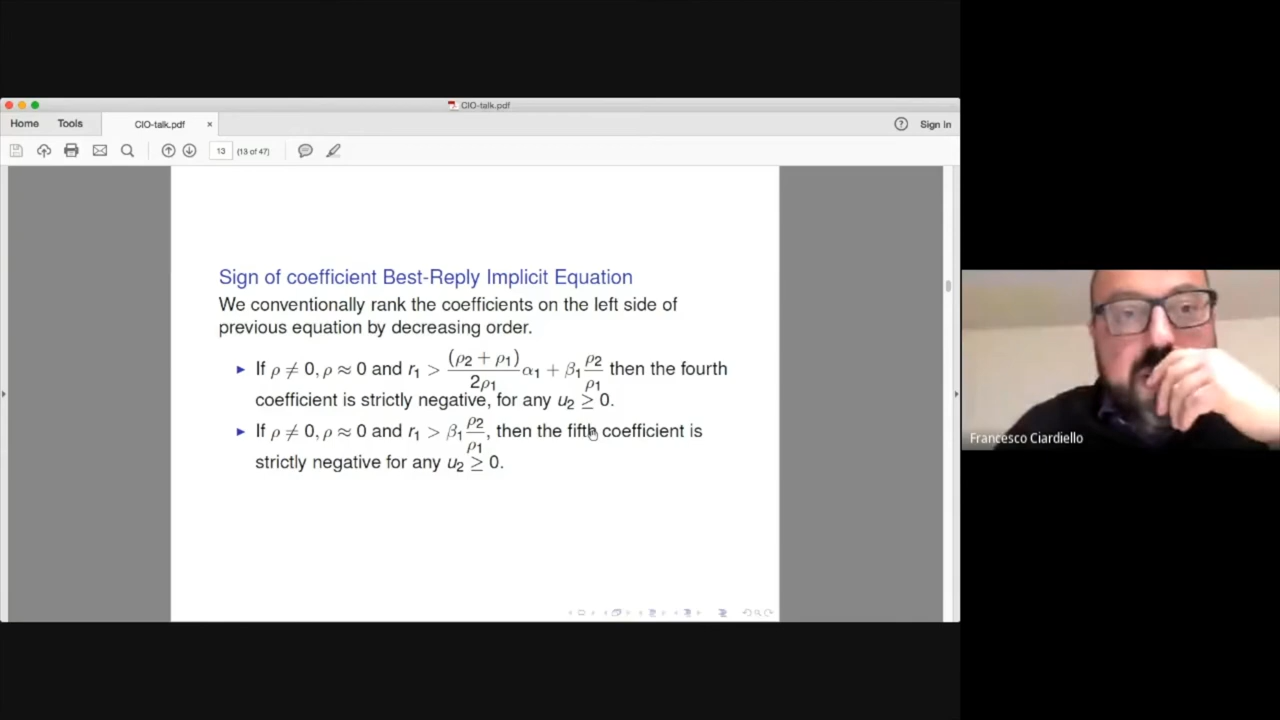 CIO-talk.pdf
Home Tools CIO-talk.pdf × ? Sign In
13 (13 of 47)
Sign of coefficient Best-Reply Implicit Equation
We conventionally rank the coefficients on the left side of
previous equation by decreasing order.
► If ρ ≠ 0, ρ ≈ 0 and r₁ > (ρ₂ + ρ₁)/2ρ₁ α₁ + β₁ ρ₂/ρ₁ then the fourth
coefficient is strictly negative, for any u₂ ≥ 0.
► If ρ ≠ 0, ρ ≈ 0 and r₁ > β₁ ρ₂/ρ₁, then the fifth coefficient is
strictly negative for any u₂ ≥ 0.
Francesco Ciardiello